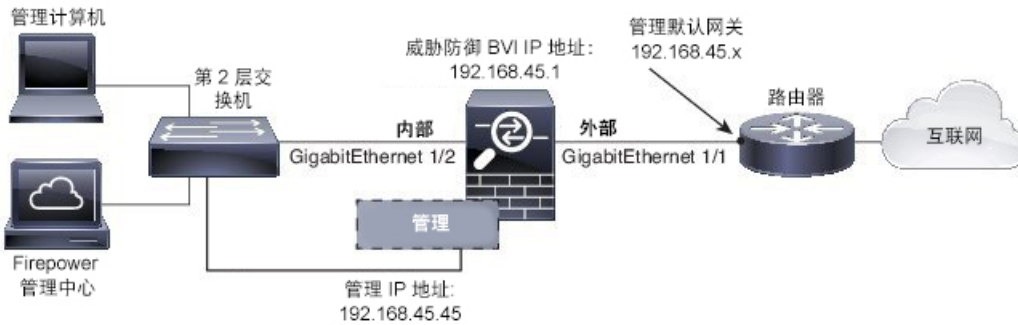 管理计算机
第 2 层交
换机
威胁防御 BVI IP 地址:
192.168.45.1
管理默认网关
192.168.45.x
路由器
互联网
内部
GigabitEthernet 1/2
外部
GigabitEthernet 1/1
管理
Firepower
管理中心
管理 IP 地址:
192.168.45.45